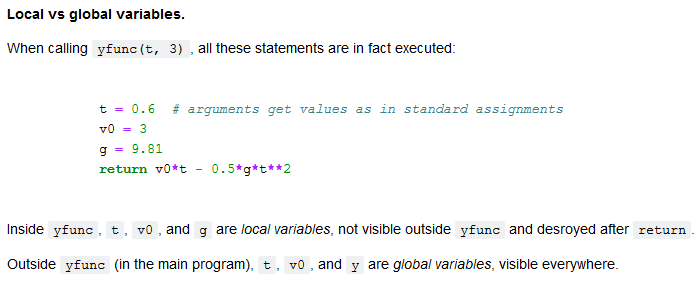 Local vs global variables.
When calling yfunc(t, 3) , all these statements are in fact executed:
t = 0.6  # arguments get values as in standard assignments
v0 = 3
g = 9.81
return v0*t - 0.5*g*t**2
Inside yfunc , t , v0 , and g are local variables, not visible outside yfunc and desroyed after return .
Outside yfunc (in the main program), t , v0 , and y are global variables, visible everywhere.